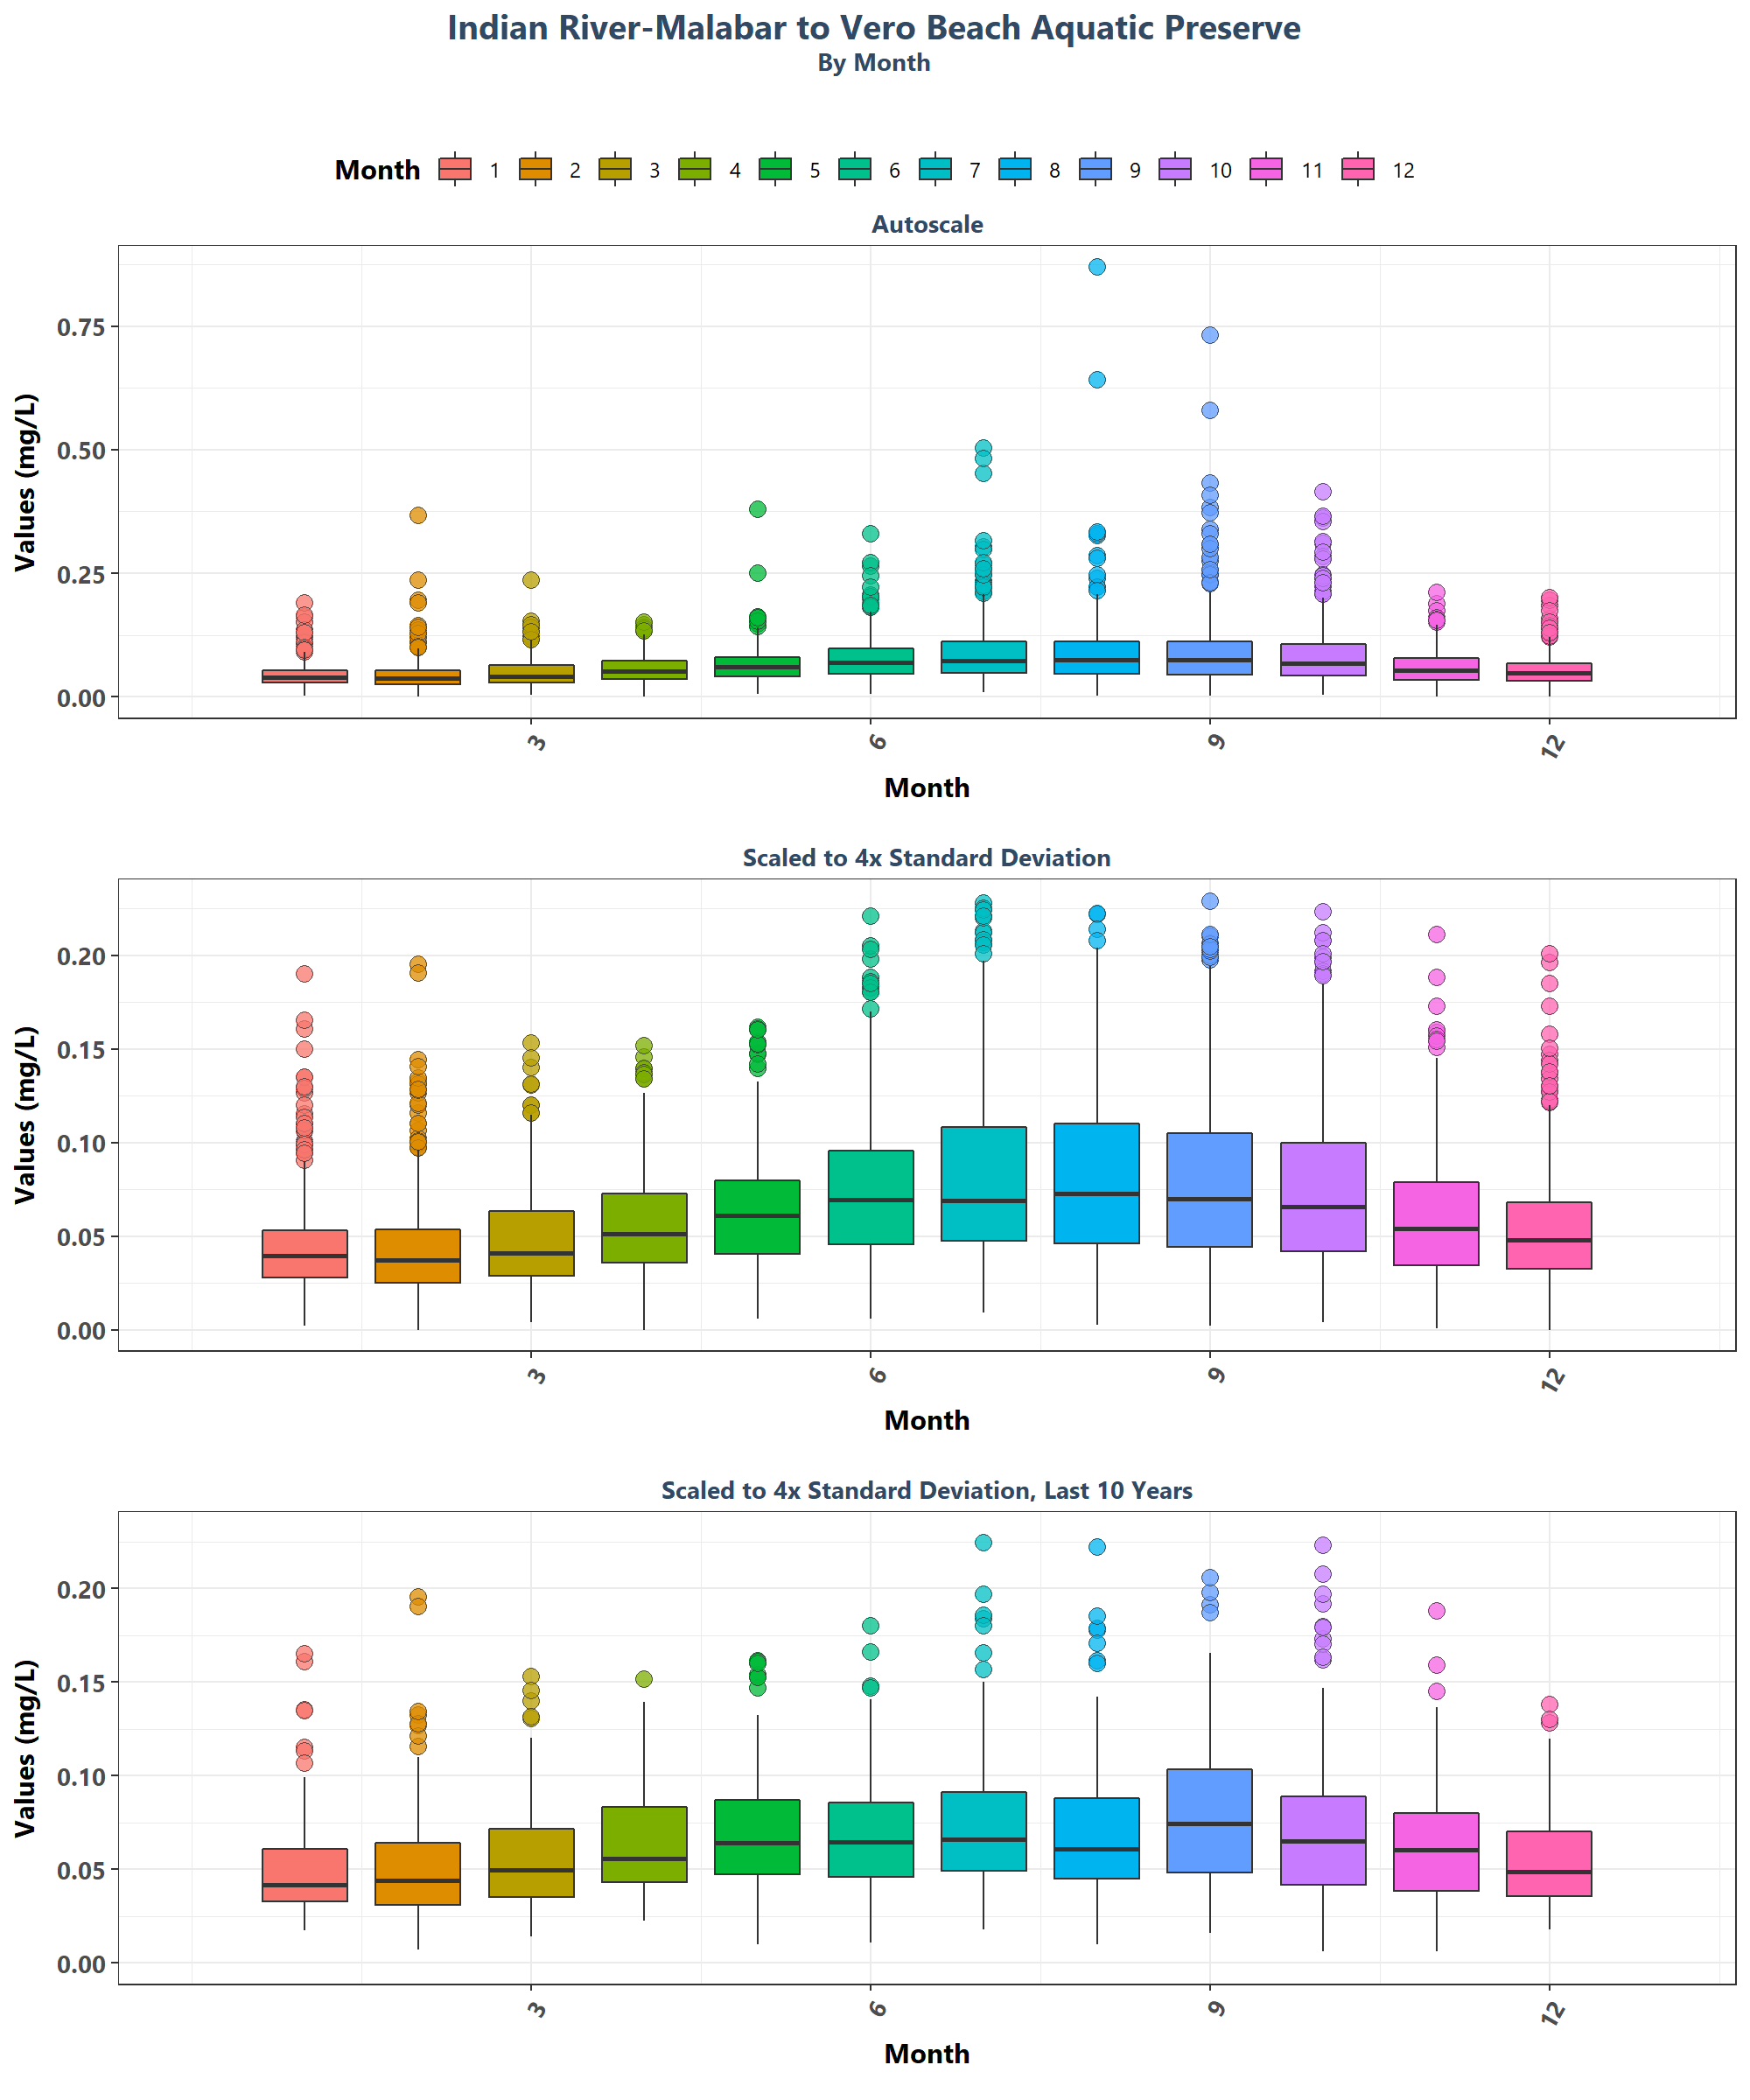 Indian River-Malabar to Vero Beach Aquatic Preserve
By Month
Month 1 2 3 4 5 6 7 8 9 10 11 12
Autoscale
Values (mg/L)
0.75
0.50
0.25
0.00
3 6 9 12
Month
Scaled to 4x Standard Deviation
Values (mg/L)
0.20
0.15
0.10
0.05
0.00
3 6 9 12
Month
Scaled to 4x Standard Deviation, Last 10 Years
Values (mg/L)
0.20
0.15
0.10
0.05
0.00
3 6 9 12
Month